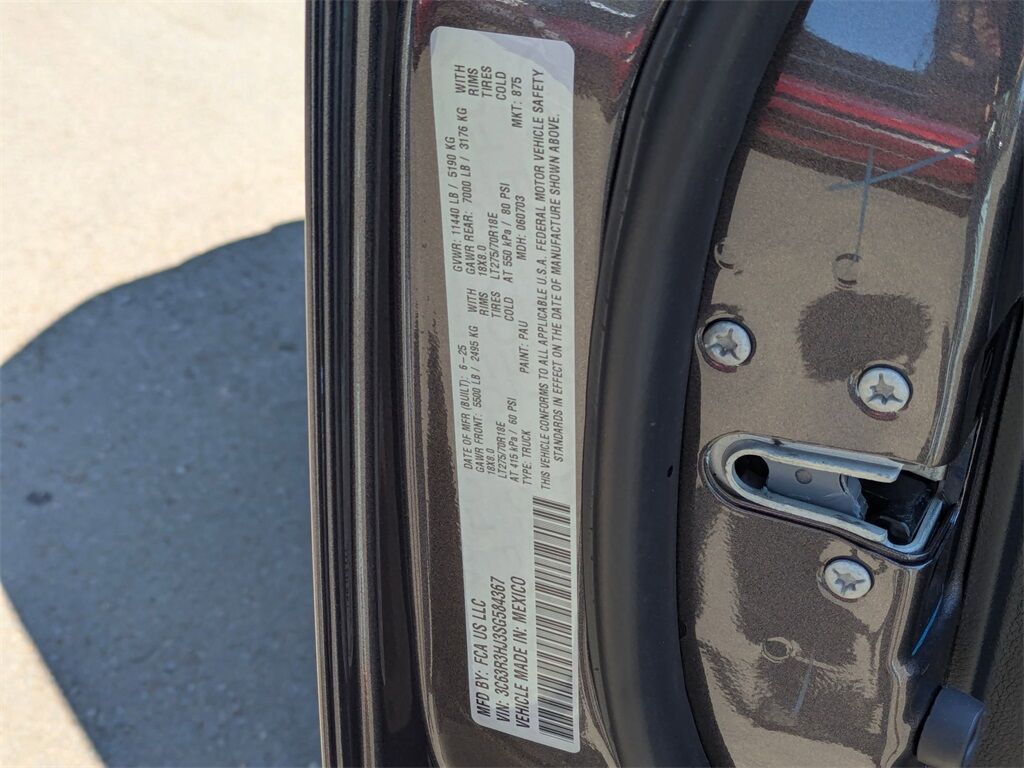 MFD BY: FCA US LLC
VIN: 3C63R3HJ3SG584367
VEHICLE MADE IN: MEXICO
DATE OF MFR (BUILT): 6-25
GAWR FRONT: 5500 LB / 2495 KG WITH
18X8.0 RIMS
LT275/70R18E TIRES
AT 415 kPa / 60 PSI COLD
TYPE: TRUCK PAINT: PAU
GVWR: 11440 LB / 5190 KG
GAWR REAR: 7000 LB / 3176 KG WITH
18X8.0 RIMS
LT275/70R18E TIRES
AT 550 kPa / 80 PSI COLD
MDH: 060703 MKT: 875
THIS VEHICLE CONFORMS TO ALL APPLICABLE U.S.A. FEDERAL MOTOR VEHICLE SAFETY
STANDARDS IN EFFECT ON THE DATE OF MANUFACTURE SHOWN ABOVE.